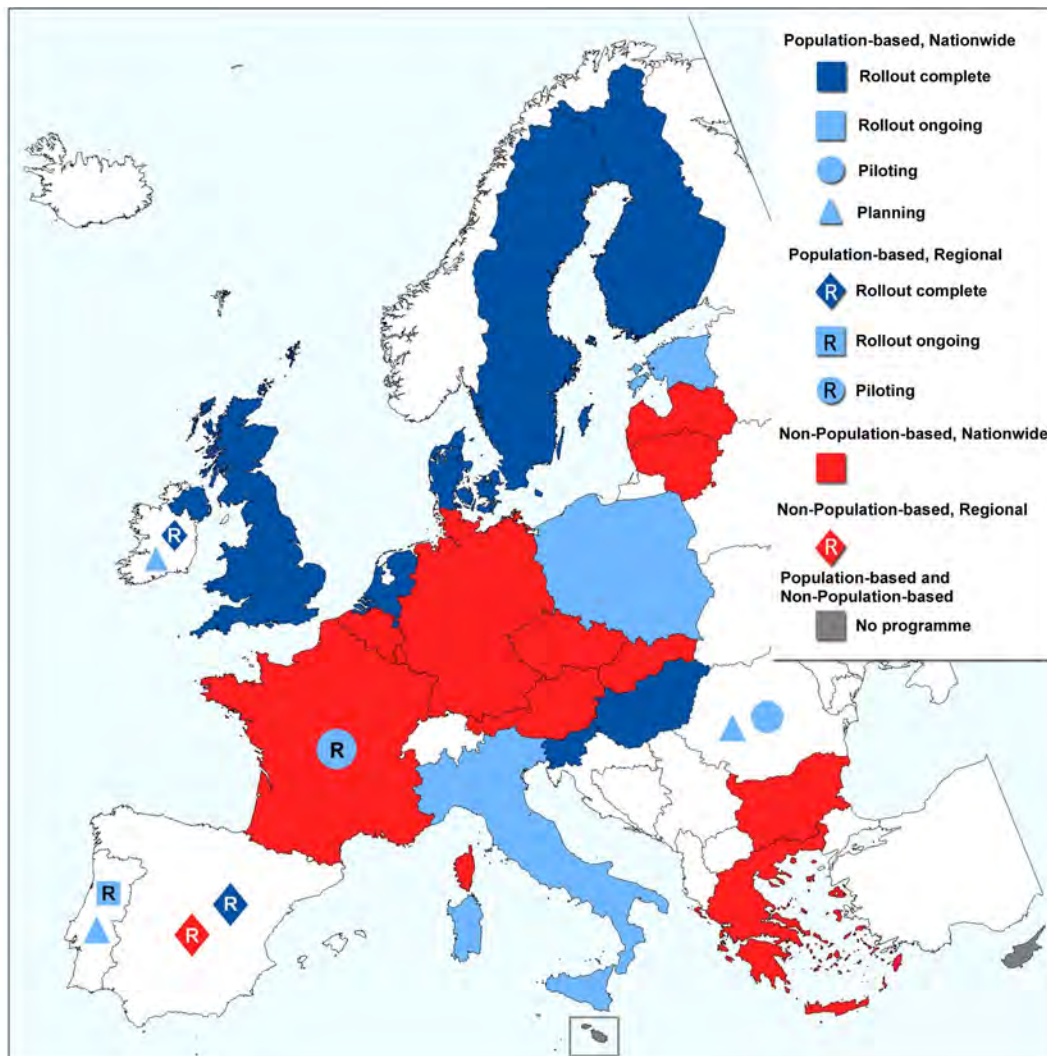 Population-based, Nationwide
Rollout complete
Rollout ongoing
Piloting
Planning
Population-based, Regional
R Rollout complete
R Rollout ongoing
R Piloting
Non-Population-based, Nationwide
Non-Population-based, Regional
R
Population-based and
Non-Population-based
No programme
R
R
R
R
R